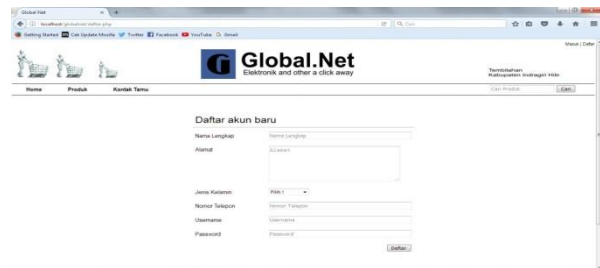 Global Net
localhost/globalnet/daftar.php
Cari
Getting Started Cek Update Mozilla Twitter Facebook YouTube Gmail
Masuk | Daftar
G Global.Net
Elektronik and other a click away
Tembilahan
Kabupaten Indragiri Hilir
Home Produk Kontak Tamu
Cari Produk Cari
Daftar akun baru
Nama Lengkap Nama Lengkap
Alamat Alamat
Jenis Kelamin Pilih !
Nomor Telepon Nomor Telepon
Username Username
Password Password
Daftar